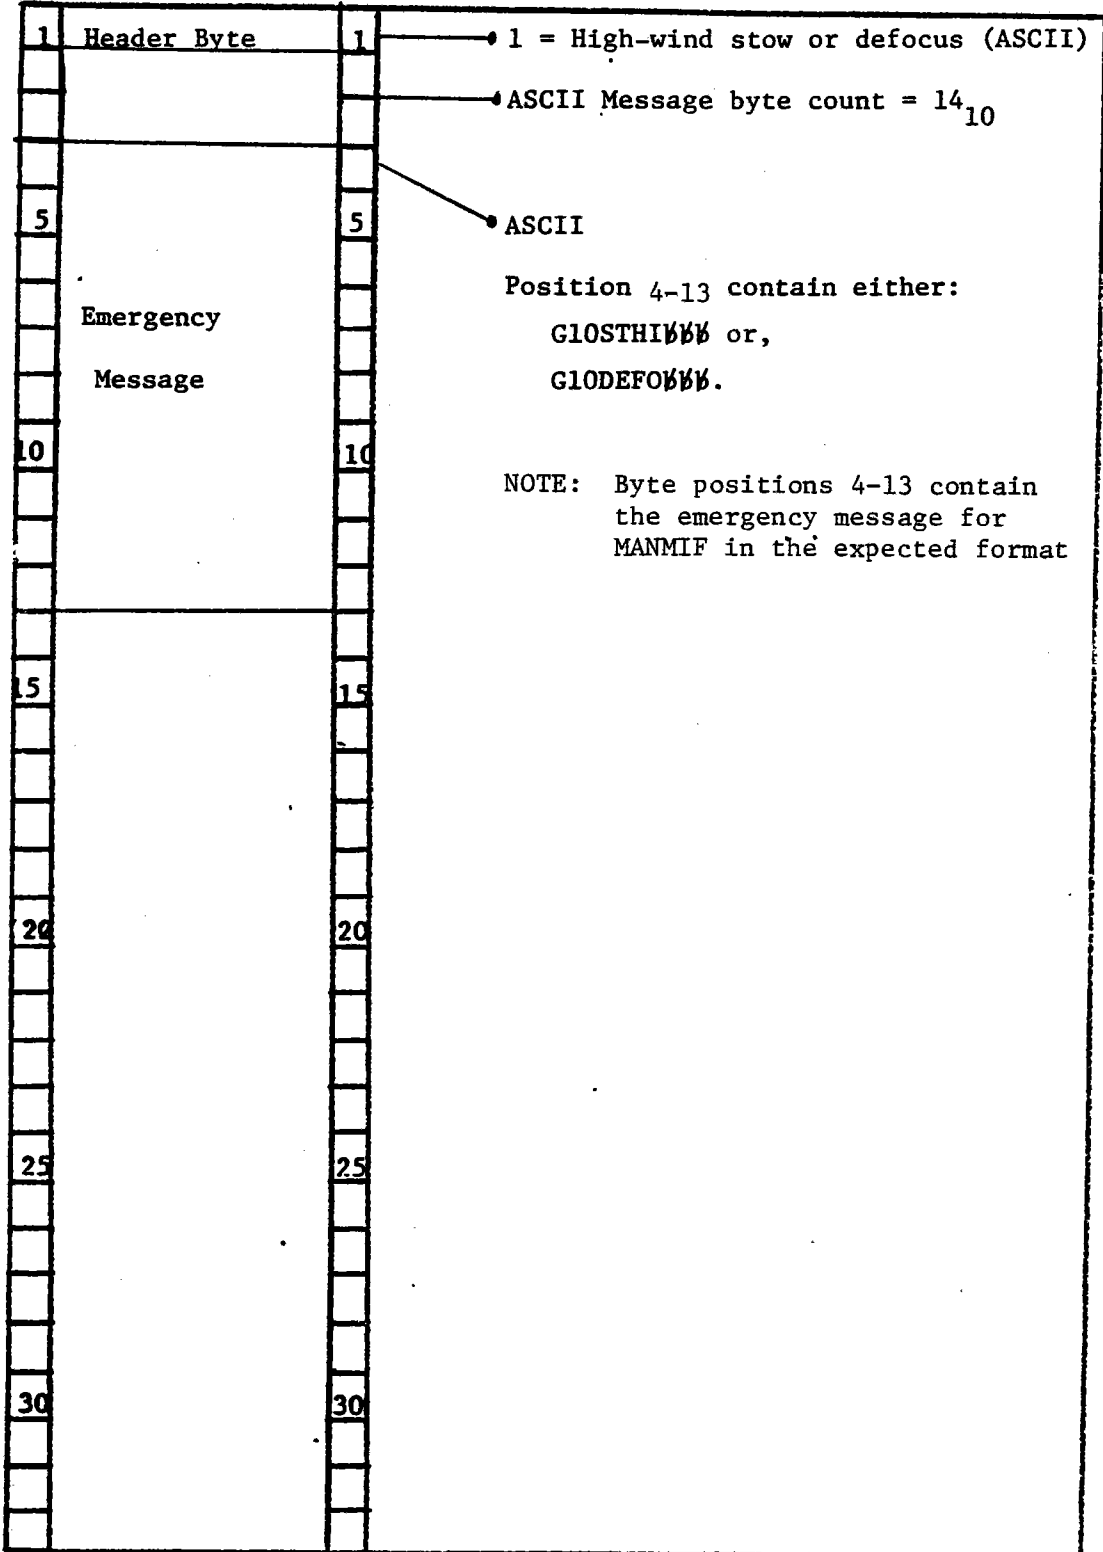 1 Header Byte 1 1 = High-wind stow or defocus (ASCII)
ASCII Message byte count = 14₁₀
5 5 ASCII
Position 4-13 contain either:
Emergency
G10STHIb̸b̸b̸ or,
Message
G10DEFOb̸b̸b̸.
10 10
NOTE: Byte positions 4-13 contain
the emergency message for
MANMIF in the expected format
15 15
20 20
25 25
30 30